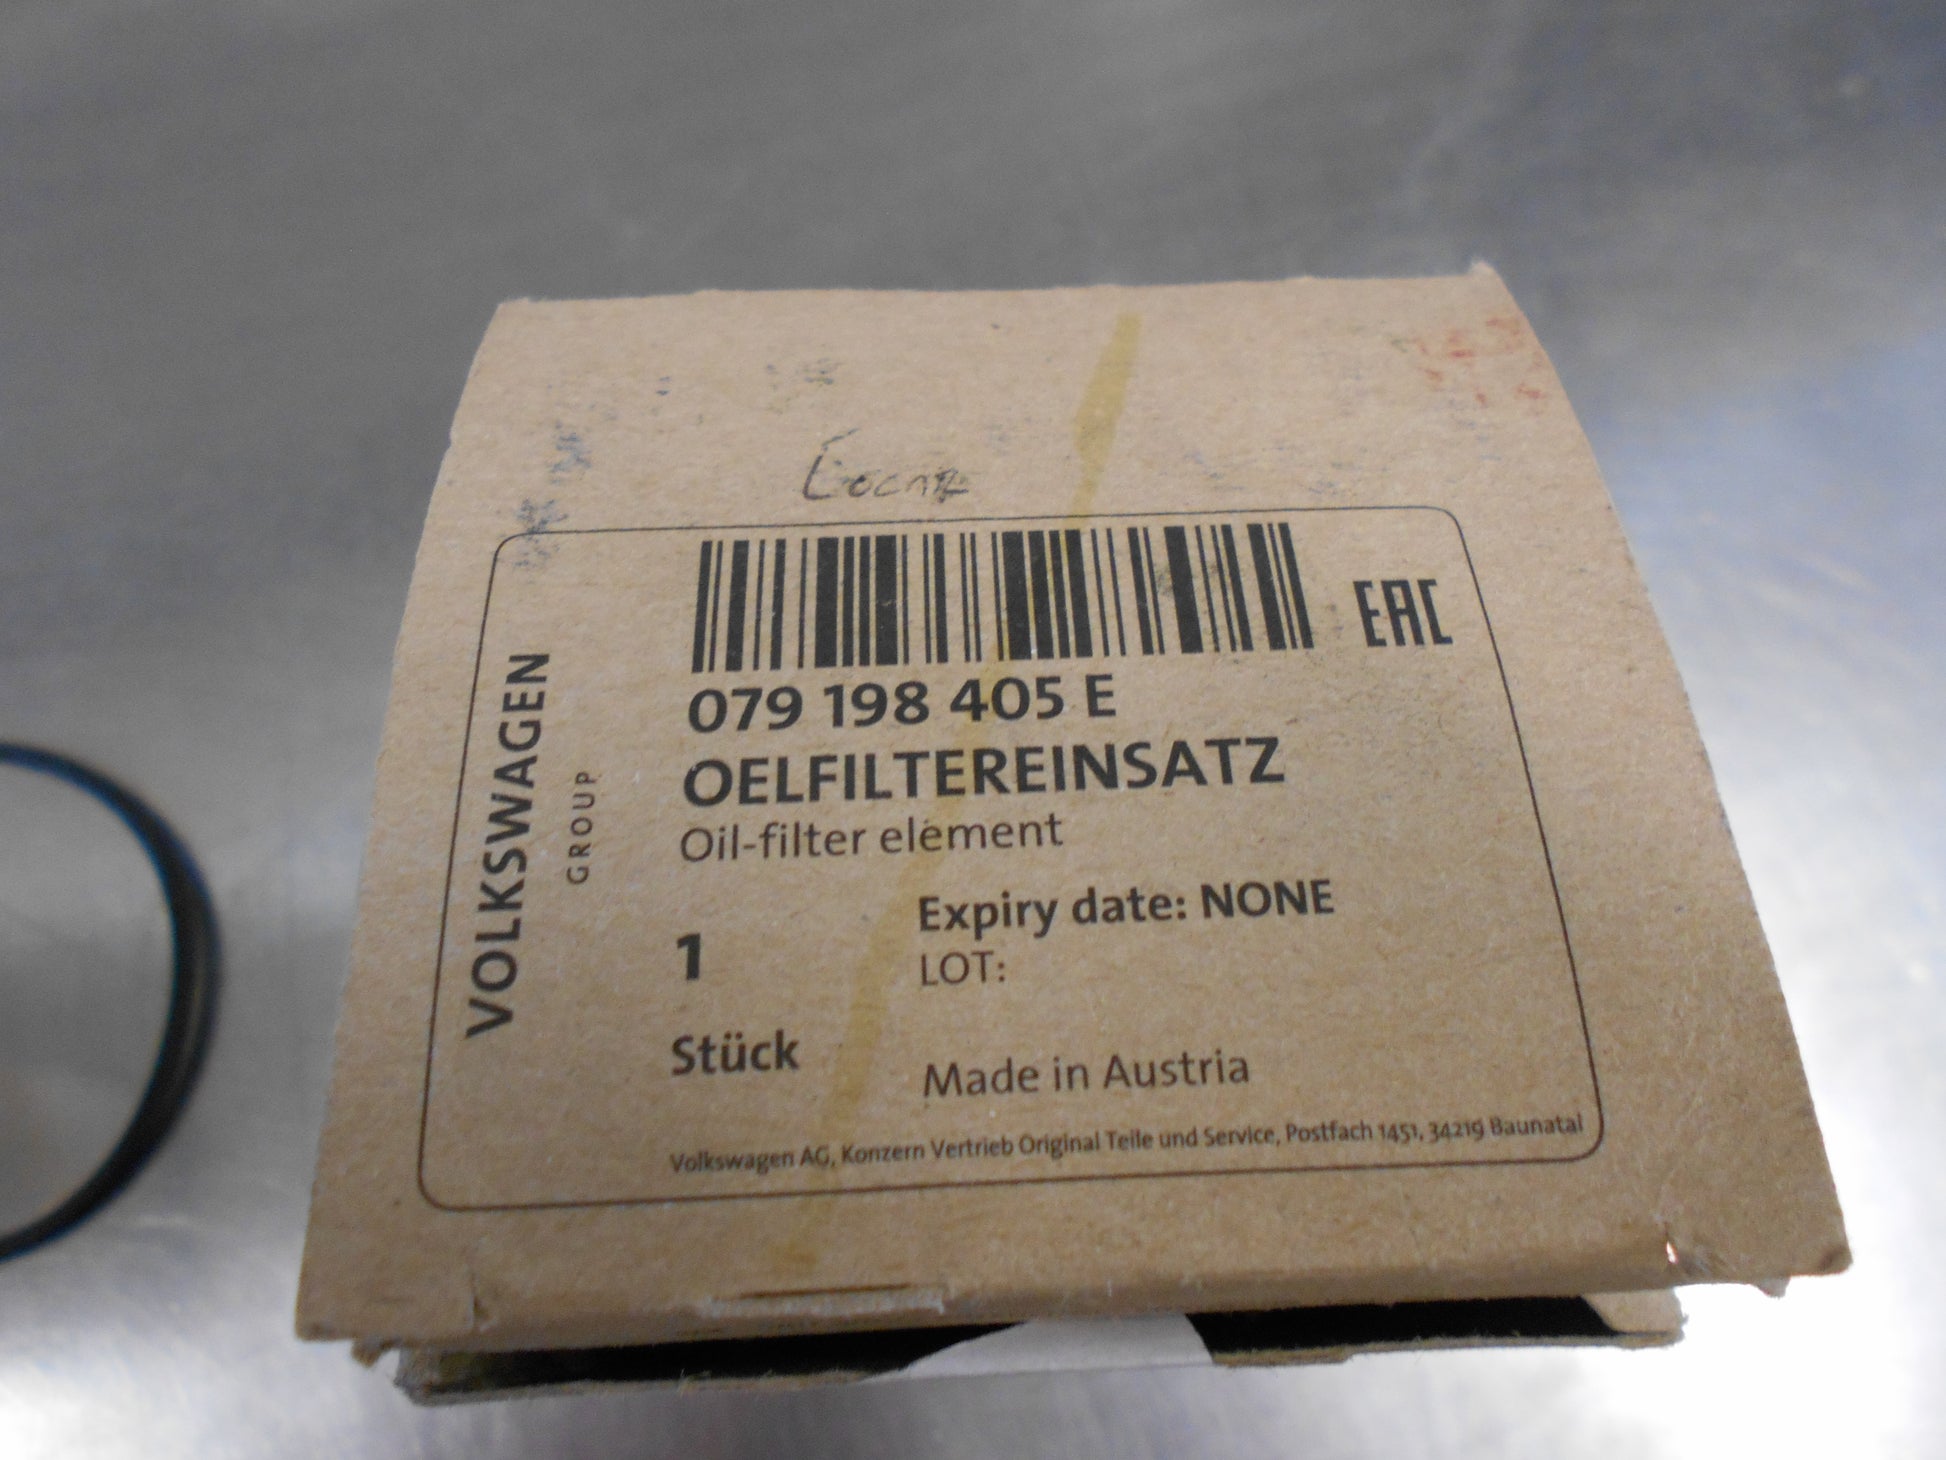 EAC
079 198 405 E
OELFILTEREINSATZ
Oil-filter element
VOLKSWAGEN
GROUP
1
Stück
Expiry date: NONE
LOT:
Made in Austria
Volkswagen AG, Konzern Vertrieb Original Teile und Service, Postfach 1451, 34219 Baunatal